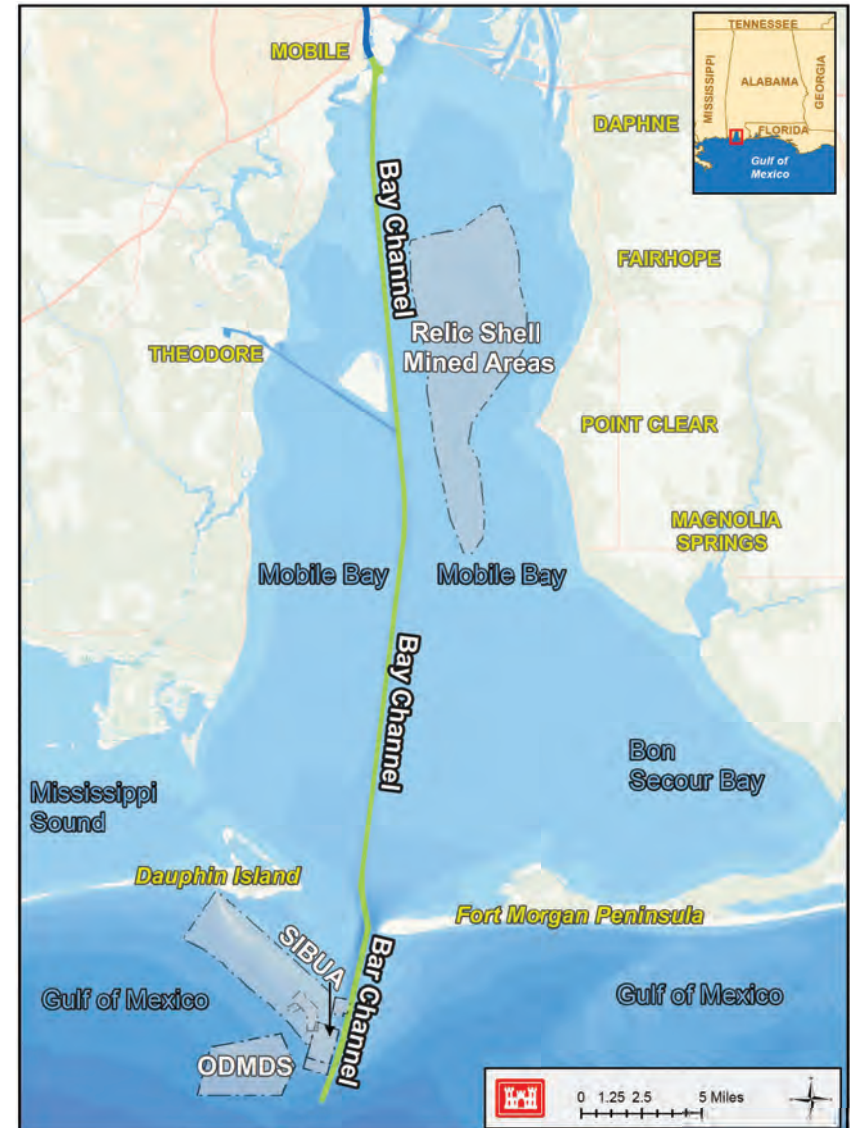 TENNESSEE
MISSISSIPPI
ALABAMA
GEORGIA
FLORIDA
Gulf of
Mexico
MOBILE
DAPHNE
Bay Channel
FAIRHOPE
Relic Shell
Mined Areas
THEODORE
POINT CLEAR
MAGNOLIA
SPRINGS
Mobile Bay
Mobile Bay
Bay Channel
Bon
Secour Bay
Mississippi
Sound
Dauphin Island
Fort Morgan Peninsula
SIBUA
Bar Channel
Gulf of Mexico
Gulf of Mexico
ODMDS
0 1.25 2.5 5 Miles